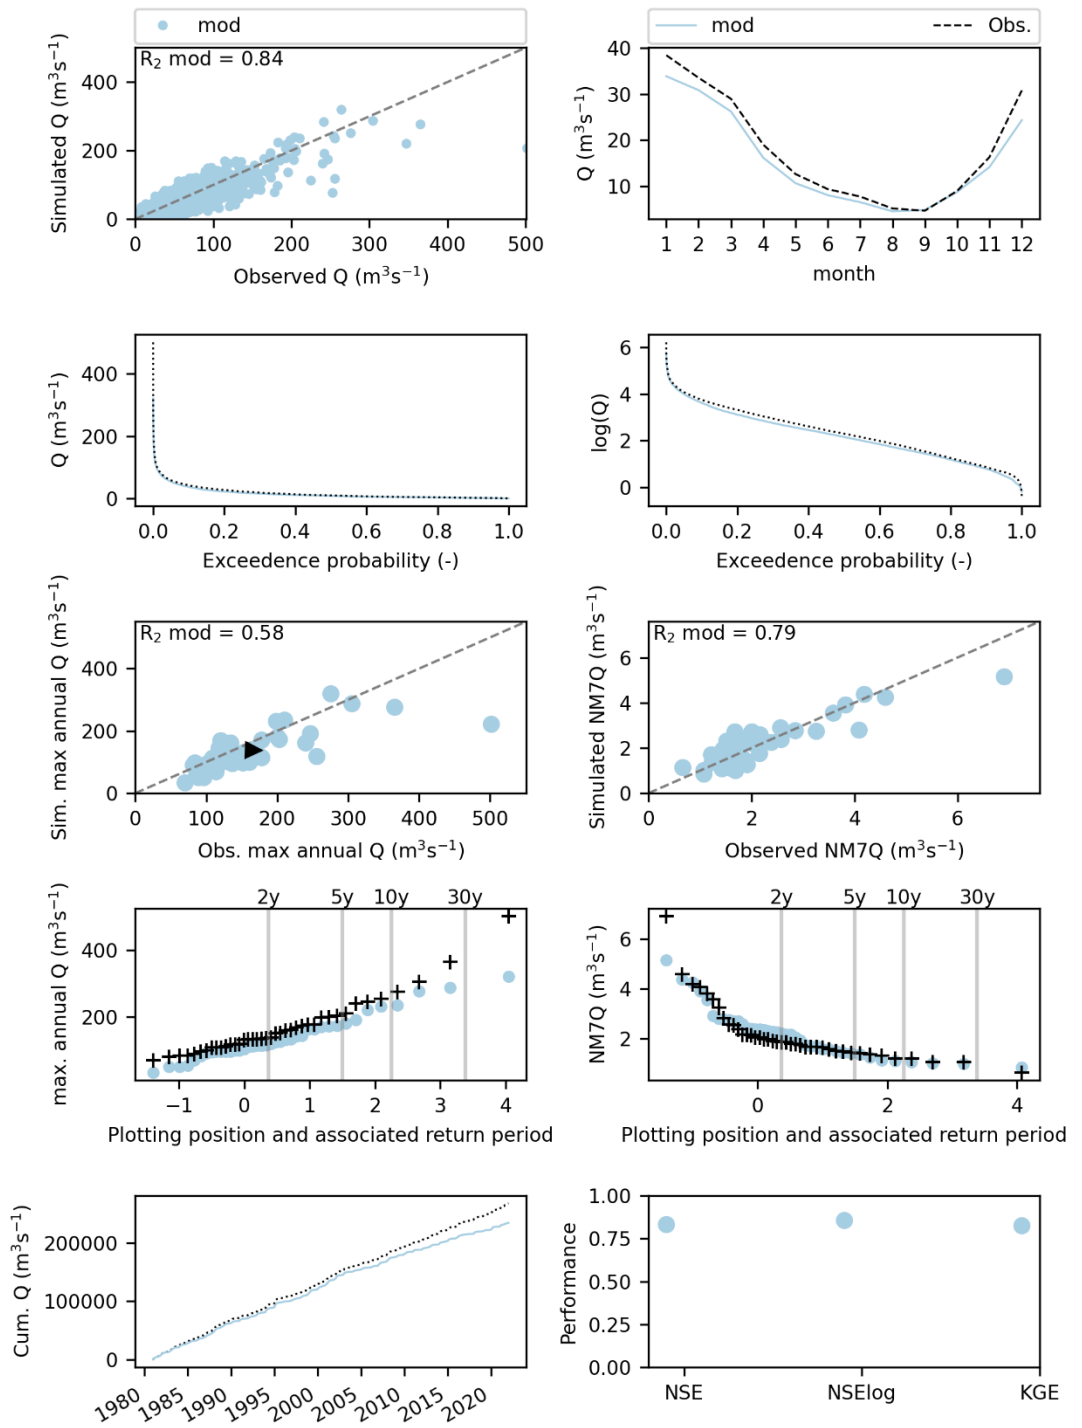 mod
R₂ mod = 0.84
Simulated Q (m³s⁻¹)
400
200
0
0 100 200 300 400 500
Observed Q (m³s⁻¹)
mod Obs.
Q (m³s⁻¹)
40
30
20
10
1 2 3 4 5 6 7 8 9 10 11 12
month
Q (m³s⁻¹)
400
200
0
0.0 0.2 0.4 0.6 0.8 1.0
Exceedence probability (-)
log(Q)
6
4
2
0
0.0 0.2 0.4 0.6 0.8 1.0
Exceedence probability (-)
R₂ mod = 0.58
Sim. max annual Q (m³s⁻¹)
400
200
0
0 100 200 300 400 500
Obs. max annual Q (m³s⁻¹)
R₂ mod = 0.79
Simulated NM7Q (m³s⁻¹)
6
4
2
0
0 2 4 6
Observed NM7Q (m³s⁻¹)
2y 5y 10y 30y
max. annual Q (m³s⁻¹)
400
200
−1 0 1 2 3 4
Plotting position and associated return period
2y 5y 10y 30y
NM7Q (m³s⁻¹)
6
4
2
0 2 4
Plotting position and associated return period
Cum. Q (m³s⁻¹)
200000
100000
0
1980 1985 1990 1995 2000 2005 2010 2015 2020
Performance
1.00
0.75
0.50
0.25
0.00
NSE NSElog KGE